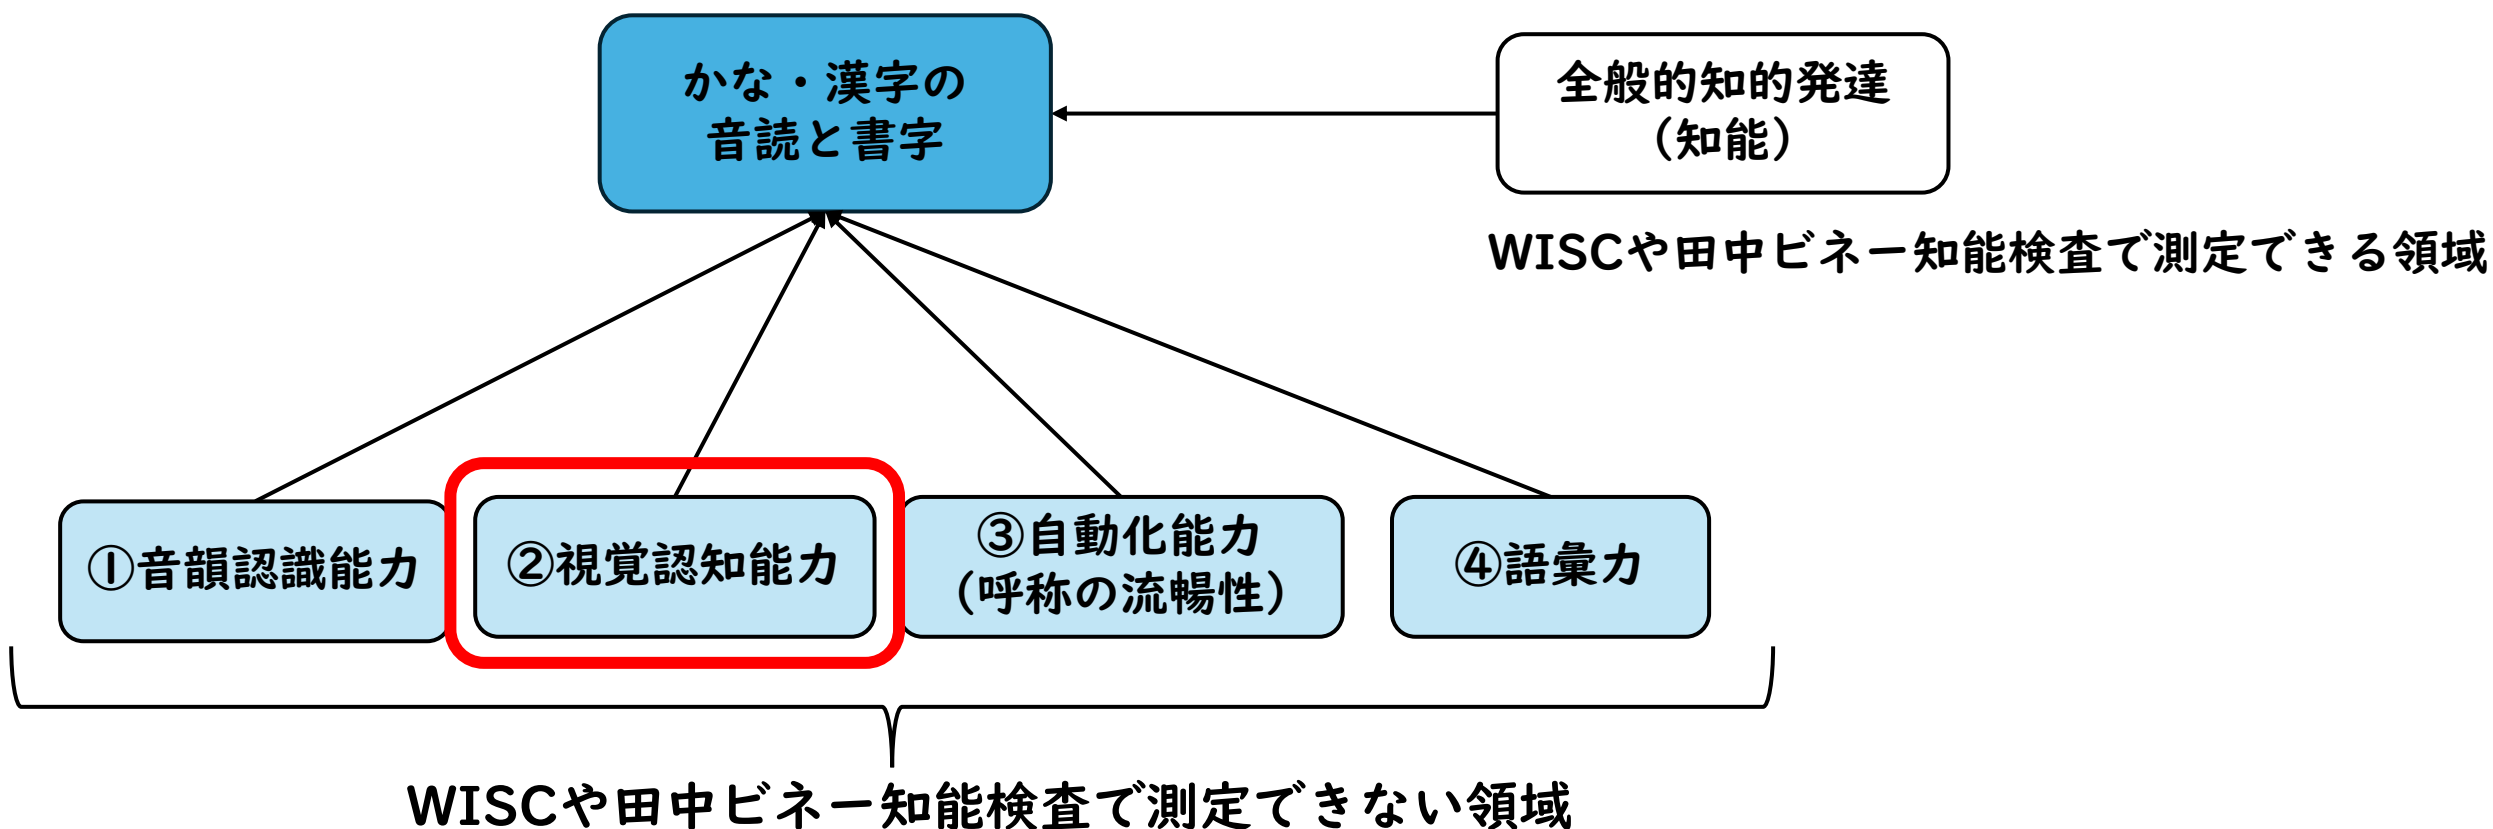 かな・漢字の
音読と書字
全般的知的発達
(知能)
WISCや田中ビネー知能検査で測定できる領域
①音韻認識能力
②視覚認知能力
③自動化能力
(呼称の流暢性)
④語彙力
WISCや田中ビネー知能検査で測定できない領域